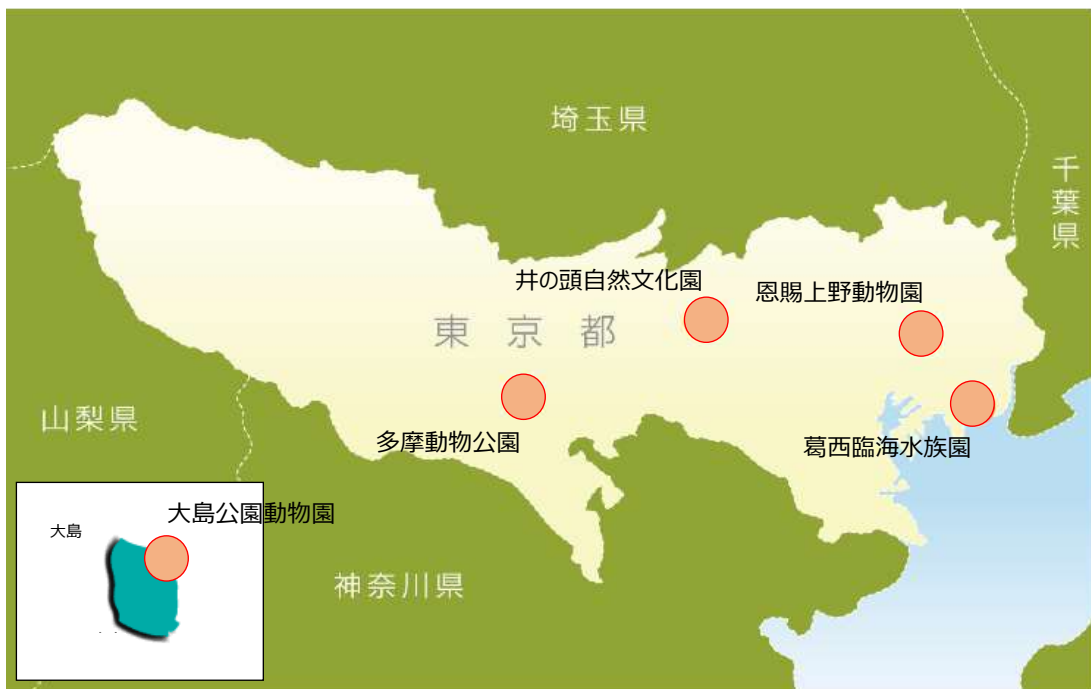 埼玉県
千葉県
井の頭自然文化園
恩賜上野動物園
東京都
山梨県
多摩動物公園
葛西臨海水族園
大島公園動物園
大島
神奈川県